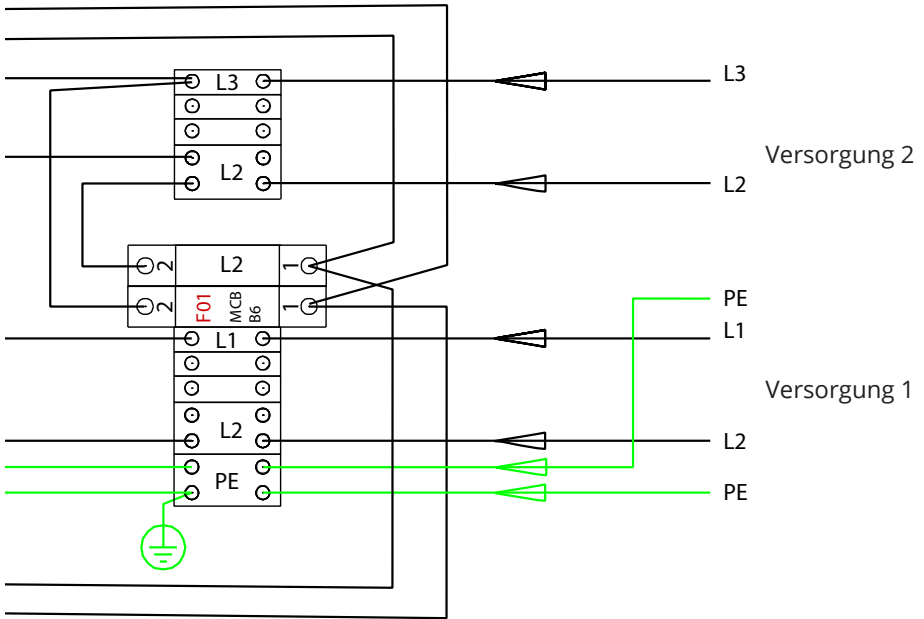 L3
L3
Versorgung 2
L2
L2
2
L2
1
2
F01
MCB
B6
1
PE
L1
L1
Versorgung 1
L2
L2
PE
PE